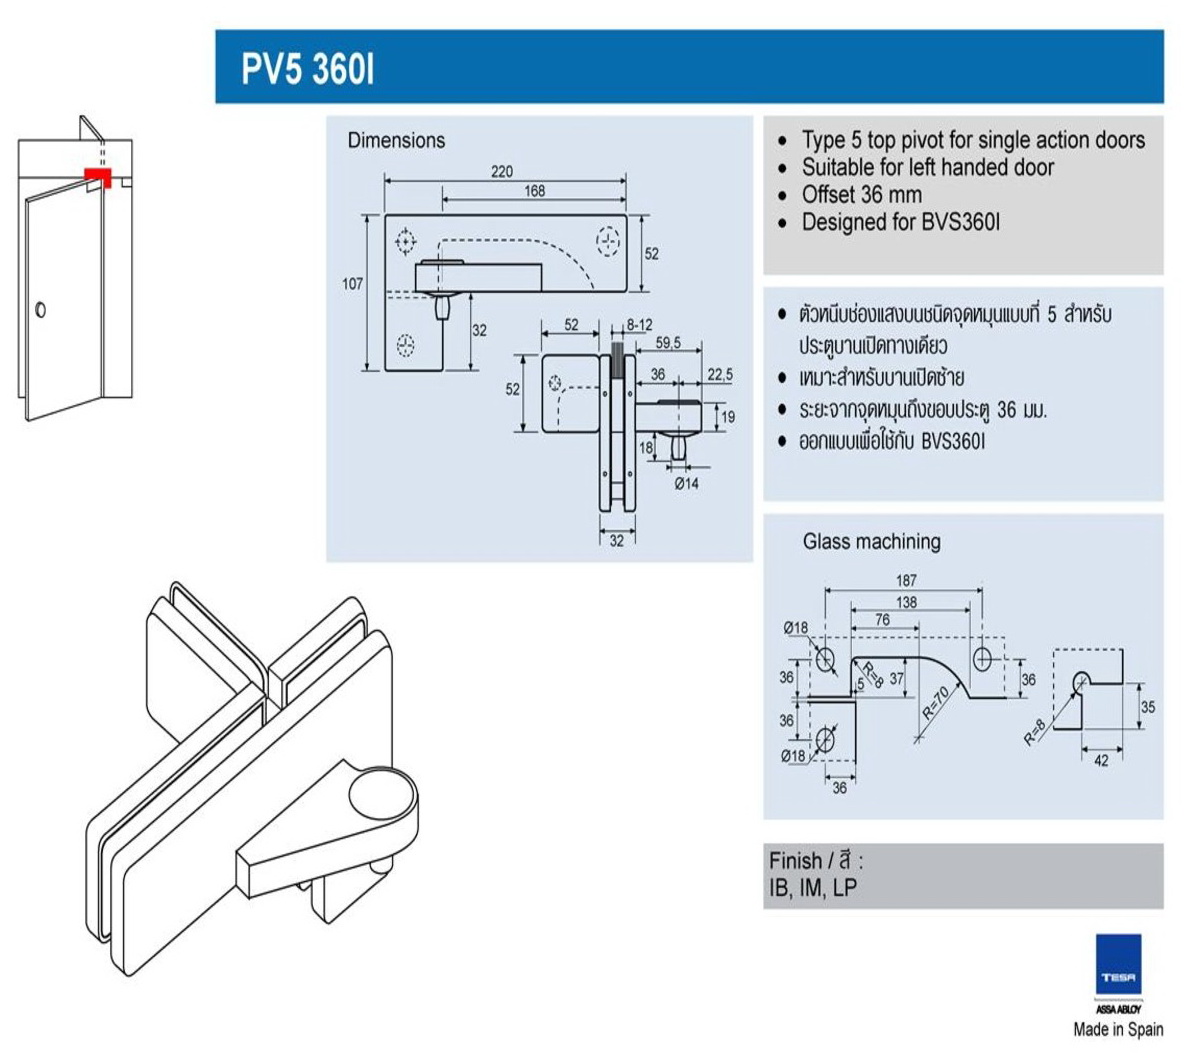 PV5 360I
Dimensions
220
168
52
107
32
52
8-12
59,5
36
22,5
52
19
18
Ø14
32
Type 5 top pivot for single action doors
Suitable for left handed door
Offset 36 mm
Designed for BVS360I
ตัวหนีบช่องแสงบนชนิดจุดหมุนแบบที่ 5 สำหรับ
ประตูบานเปิดทางเดียว
เหมาะสำหรับบานเปิดซ้าย
ระยะจากจุดหมุนถึงขอบประตู 36 มม.
ออกแบบเพื่อใช้กับ BVS360I
Glass machining
187
138
76
Ø18
36
R=8
5
37
R=70
36
36
Ø18
36
R=8
35
42
Finish / สี :
IB, IM, LP
TESA
ASSA ABLOY
Made in Spain